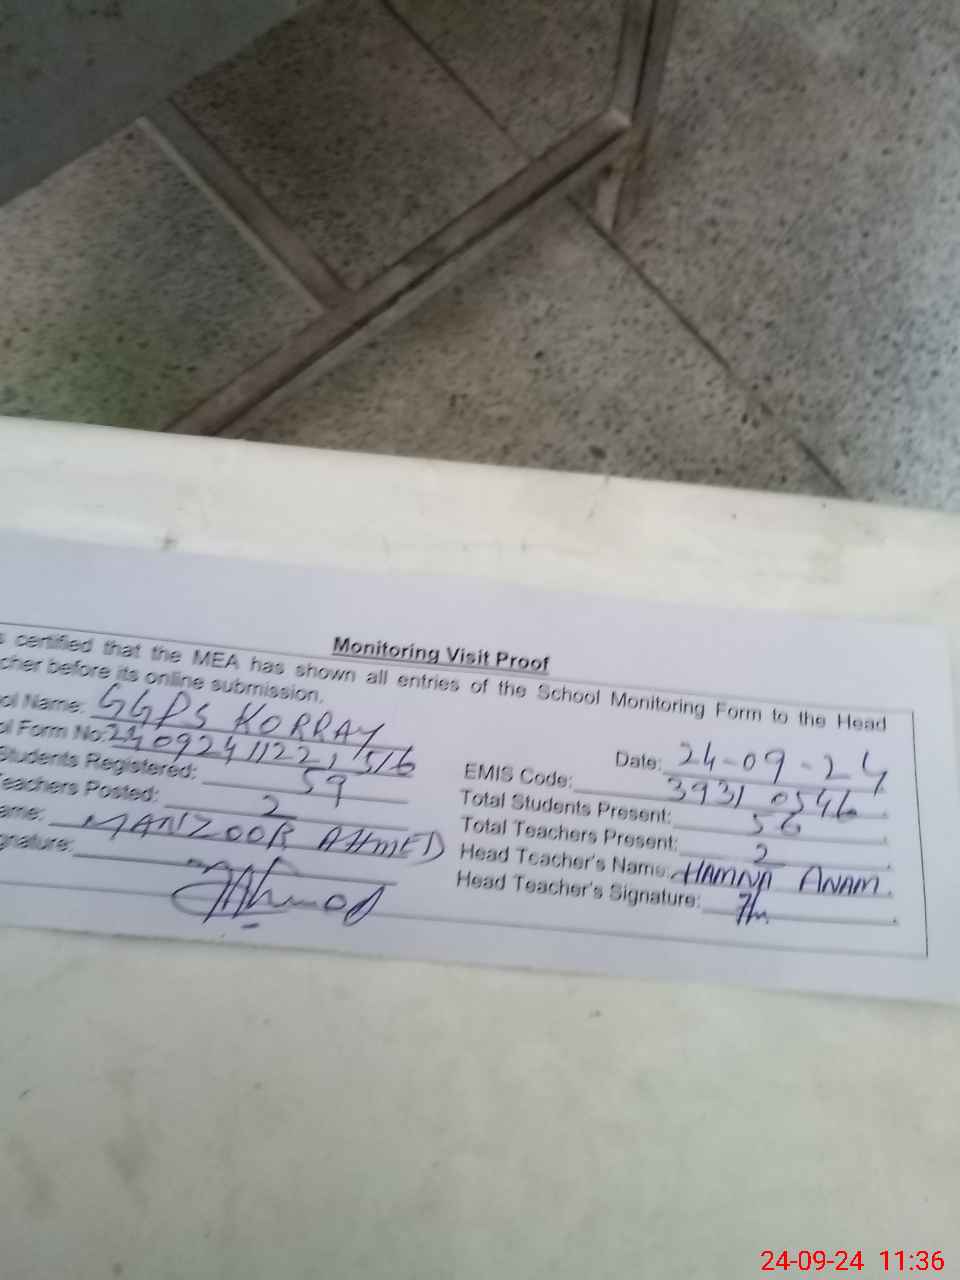 Monitoring Visit Proof
s certified that the MEA has shown all entries of the School Monitoring Form to the Head
cher before its online submission.
ol Name: GGPS KORRAY
Date: 24-09-24
ol Form No:
EMIS Code: 39310546
Students Registered: 59
Total Students Present: 56
eachers Posted: 2
Total Teachers Present: 2
ame: MANZOOR AHMED
Head Teacher's Name: HAMNA ANAM.
gnature:
Head Teacher's Signature:
24-09-24 11:36